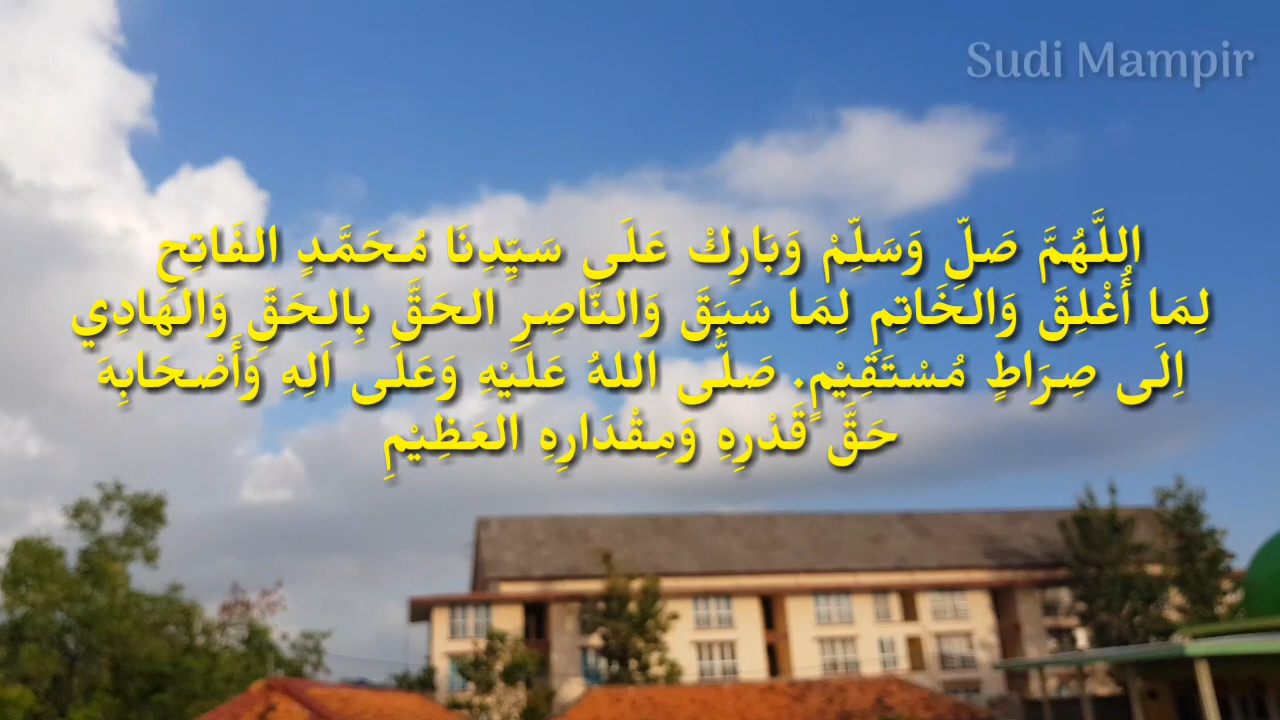 Sudi Mampir
اللَّهُمَّ صَلِّ وَسَلِّمْ وَبَارِكْ عَلَى سَيِّدِنَا مُحَمَّدٍ الفَاتِحِ
لِمَا أُغْلِقَ وَالخَاتِمِ لِمَا سَبَقَ وَالنَّاصِرِ الحَقَّ بِالحَقِّ وَالهَادِي
اِلَى صِرَاطٍ مُسْتَقِيْمٍ. صَلَّى اللهُ عَلَيْهِ وَعَلَى اَلِهِ وَأَصْحَابِهَ
حَقَّ قَدْرِهِ وَمِقْدَارِهِ العَظِيْمِ